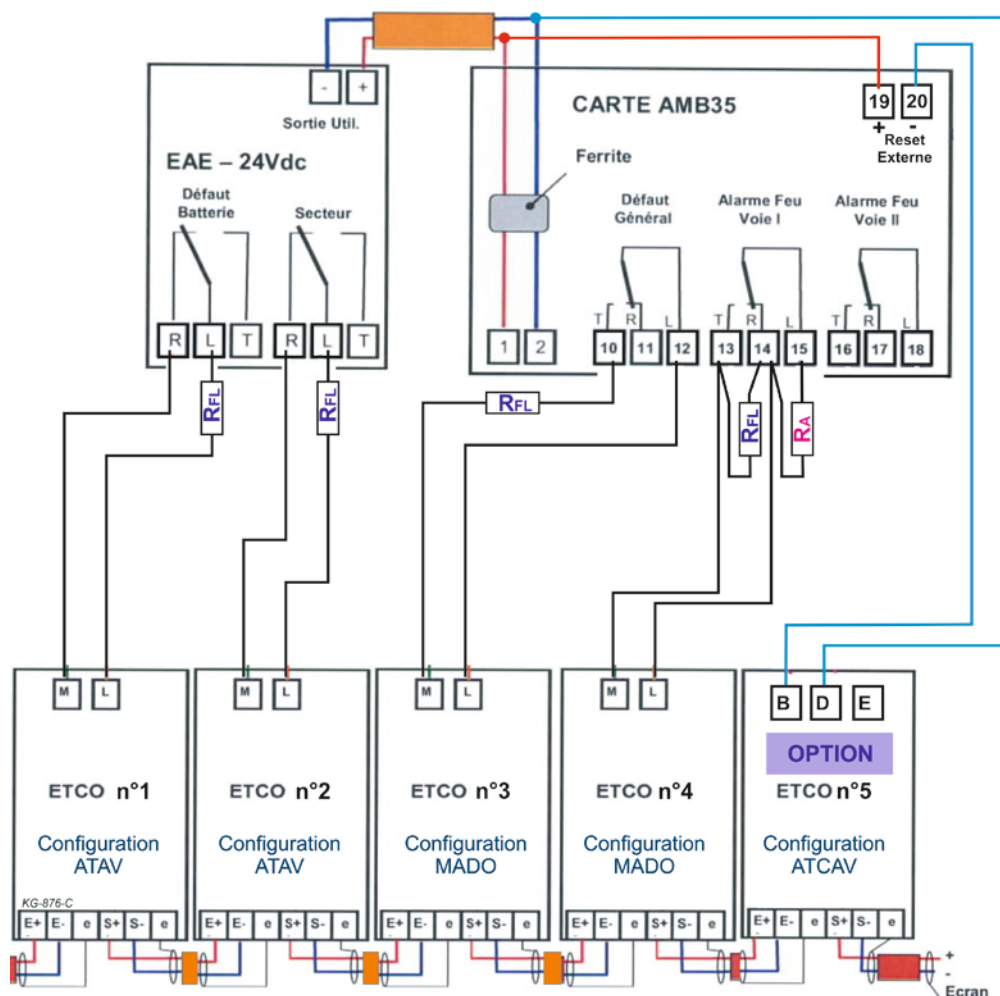 - +
Sortie Util.
EAE – 24Vdc
Défaut
Batterie
Secteur
R L T R L T
RFL
RFL
CARTE AMB35
19 20
+ -
Reset
Externe
Ferrite
Défaut
Général
Alarme Feu
Voie I
Alarme Feu
Voie II
T R L T R L T R L
1 2 10 11 12 13 14 15 16 17 18
RFL
RFL
RA
M L
ETCO n°1
Configuration
ATAV
KG-876-C
E+ E- e S+ S- e
M L
ETCO n°2
Configuration
ATAV
E+ E- e S+ S- e
M L
ETCO n°3
Configuration
MADO
E+ E- e S+ S- e
M L
ETCO n°4
Configuration
MADO
E+ E- e S+ S- e
B D E
OPTION
ETCO n°5
Configuration
ATCAV
E+ E- e S+ S- e
+
-
Ecran